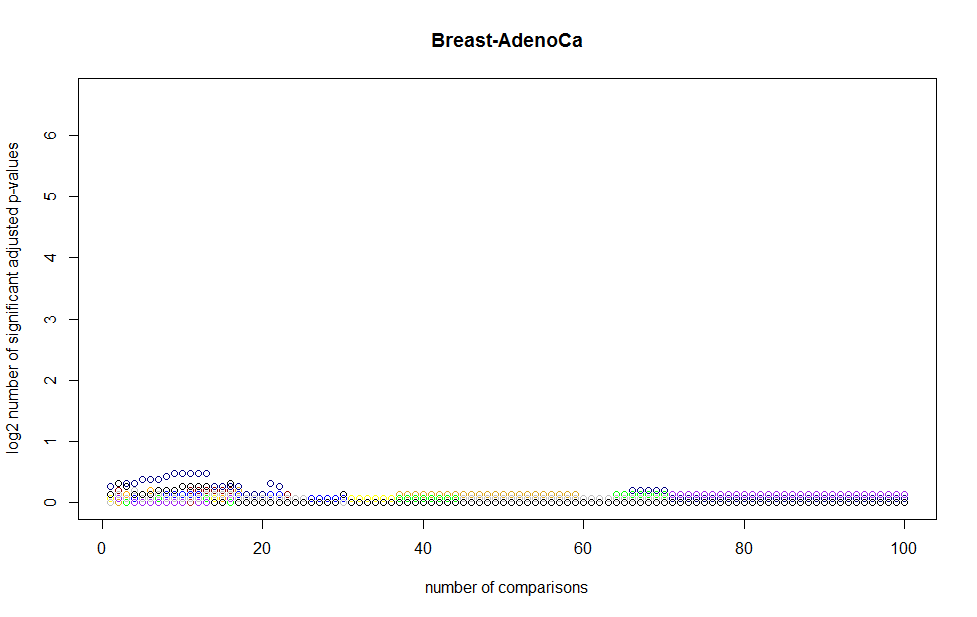 Breast-AdenoCa
log2 number of significant adjusted p-values
6
5
4
3
2
1
0
0 20 40 60 80 100
number of comparisons